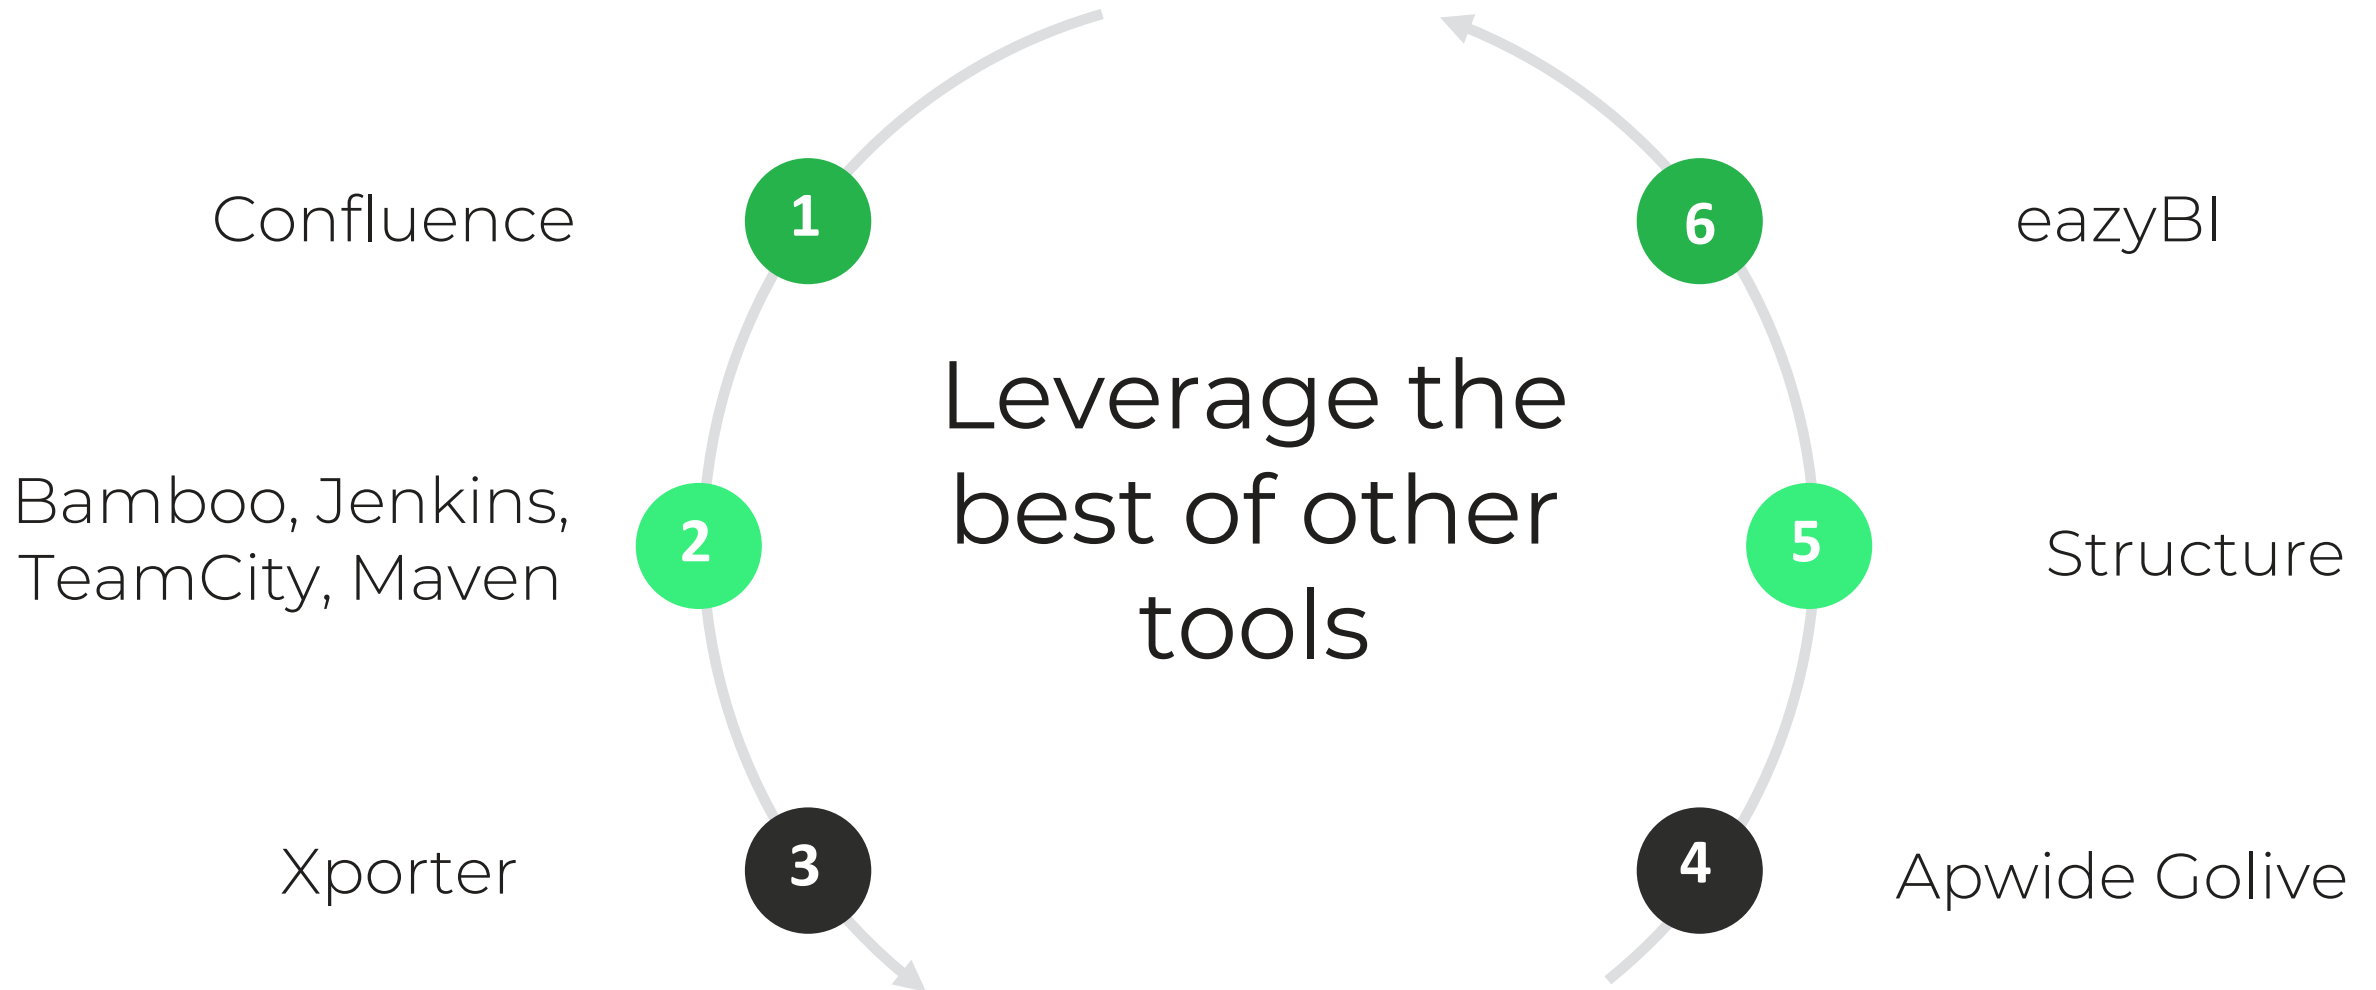 Confluence
1
Bamboo, Jenkins,
TeamCity, Maven
2
Xporter
3
Leverage the
best of other
tools
6
eazyBI
5
Structure
4
Apwide Golive